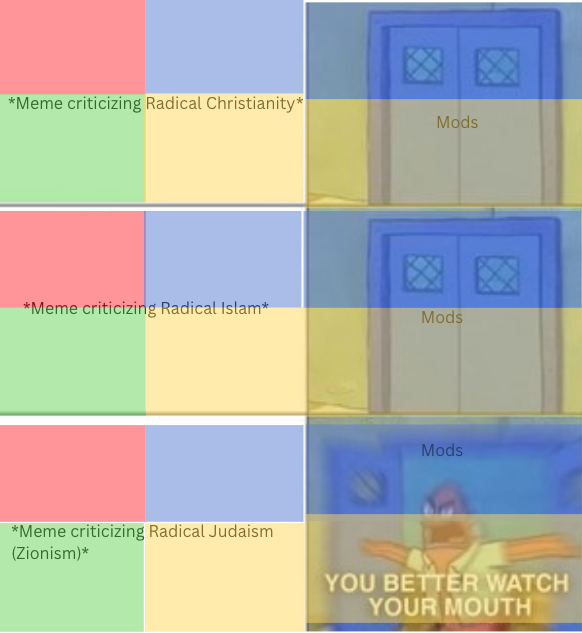 *Meme criticizing Radical Christianity*
Mods
*Meme criticizing Radical Islam*
Mods
Mods
*Meme criticizing Radical Judaism
(Zionism)*
YOU BETTER WATCH
YOUR MOUTH